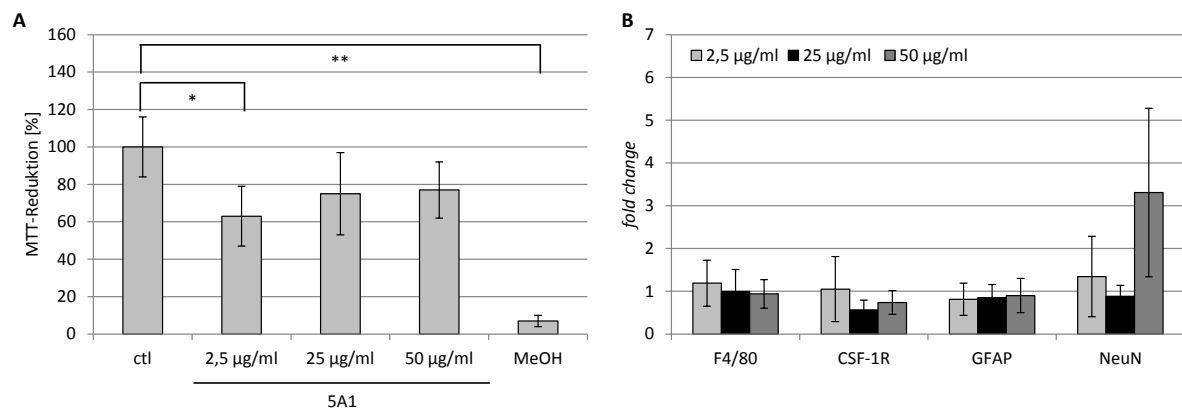 A
MTT-Reduktion [%]
160
140
120
100
80
60
40
20
0
**
*
ctl
2,5 µg/ml
25 µg/ml
50 µg/ml
MeOH
5A1
B
fold change
7
6
5
4
3
2
1
0
2,5 µg/ml 25 µg/ml 50 µg/ml
F4/80
CSF-1R
GFAP
NeuN